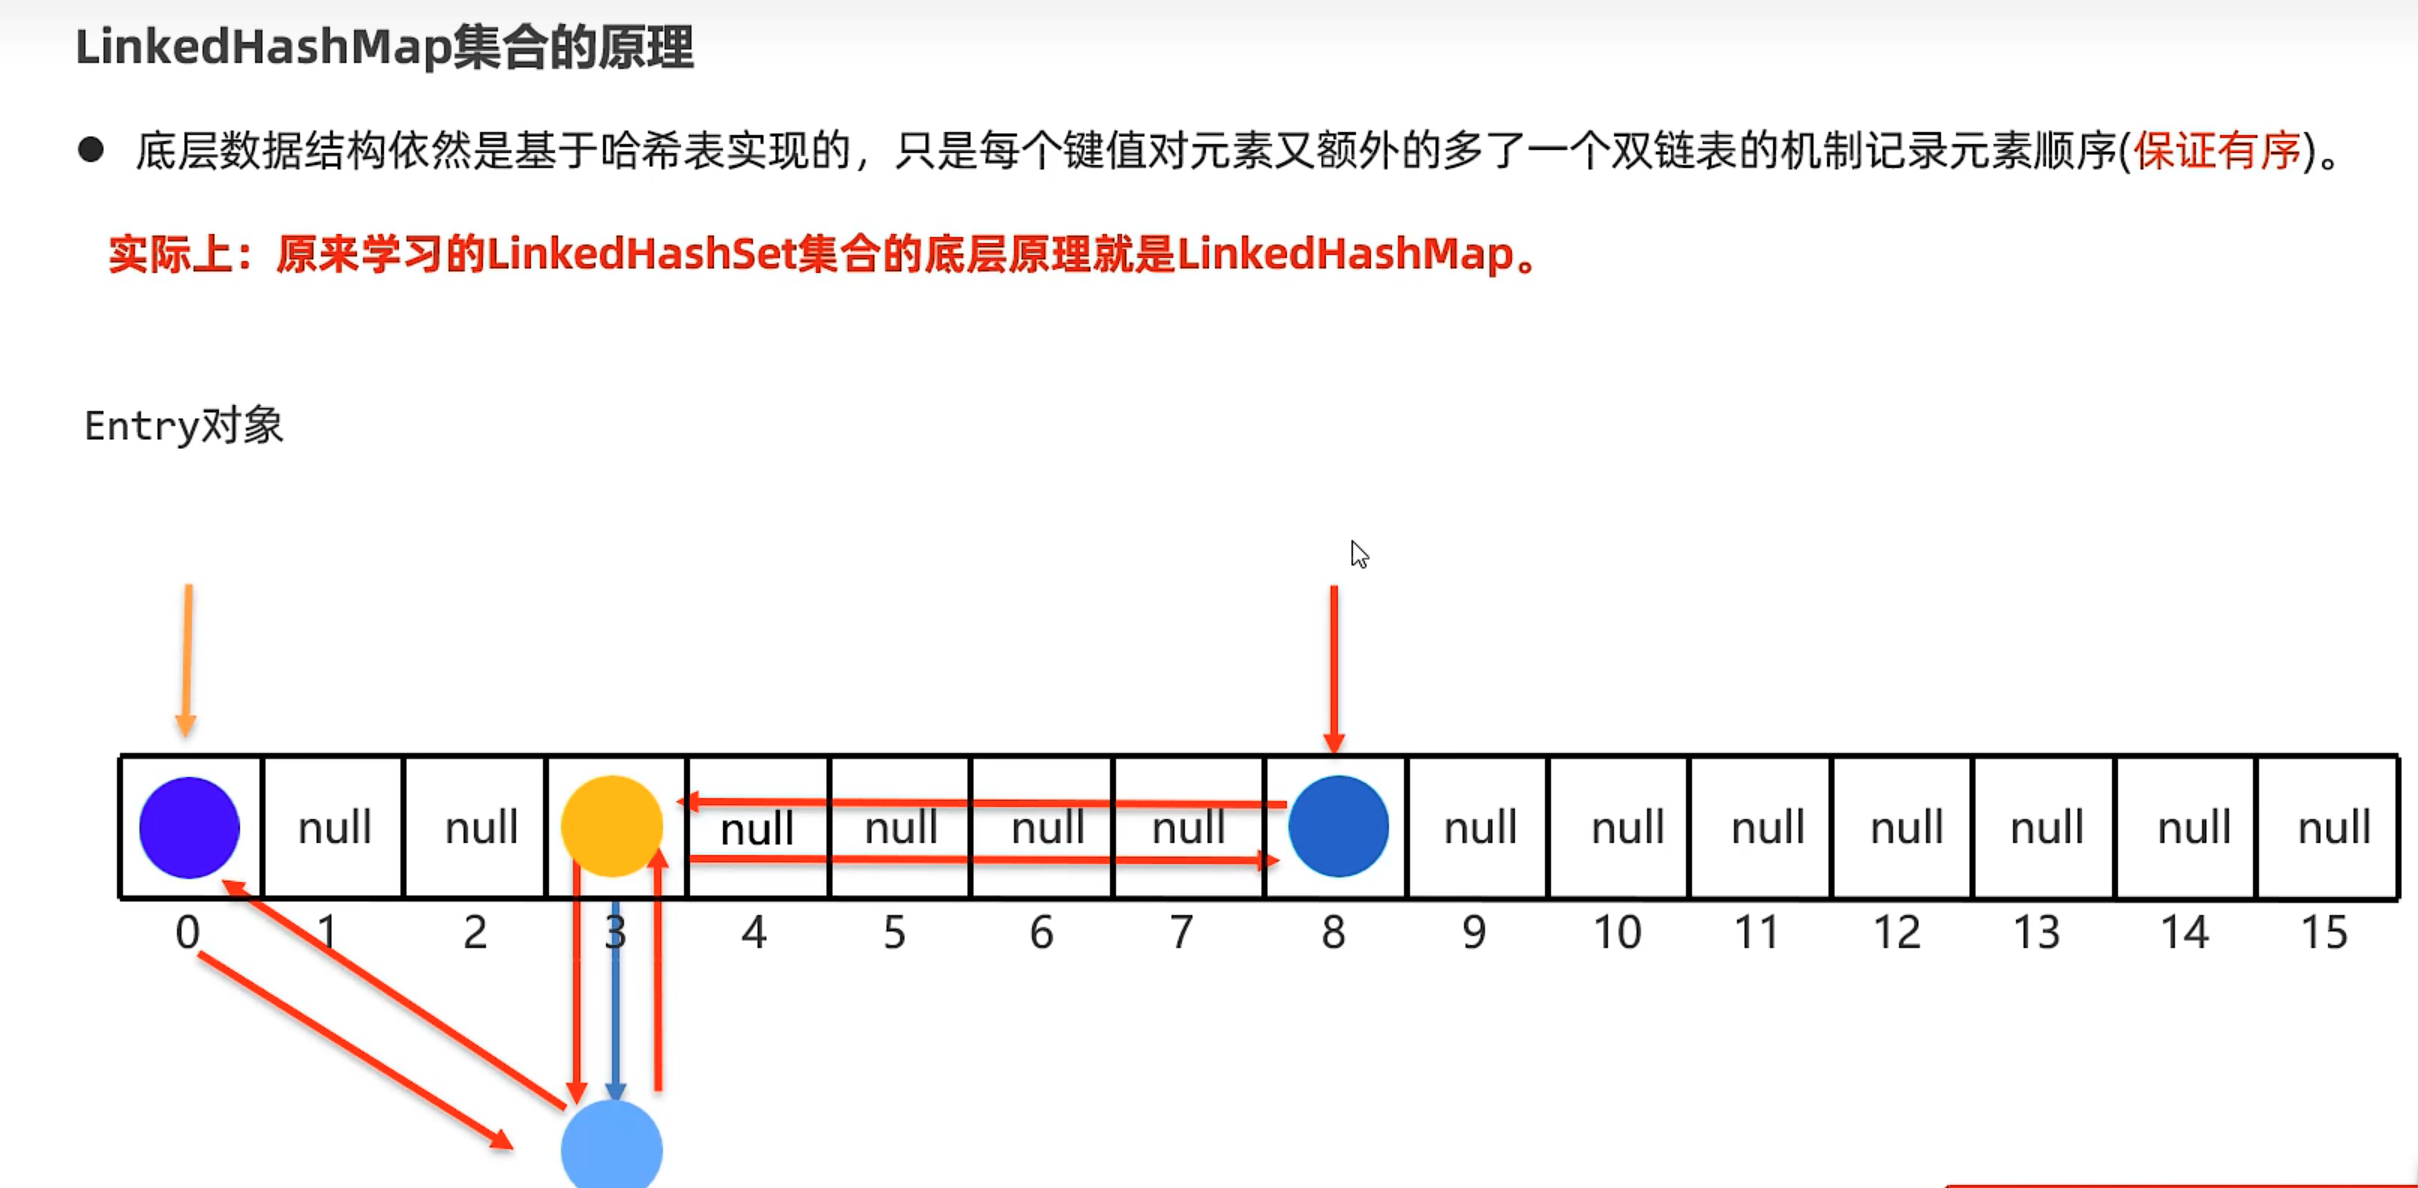 LinkedHashMap集合的原理
底层数据结构依然是基于哈希表实现的，只是每个键值对元素又额外的多了一个双链表的机制记录元素顺序(保证有序)。
实际上：原来学习的LinkedHashSet集合的底层原理就是LinkedHashMap。
Entry对象
null null null null null null null null null null null null null
0 1 2 3 4 5 6 7 8 9 10 11 12 13 14 15